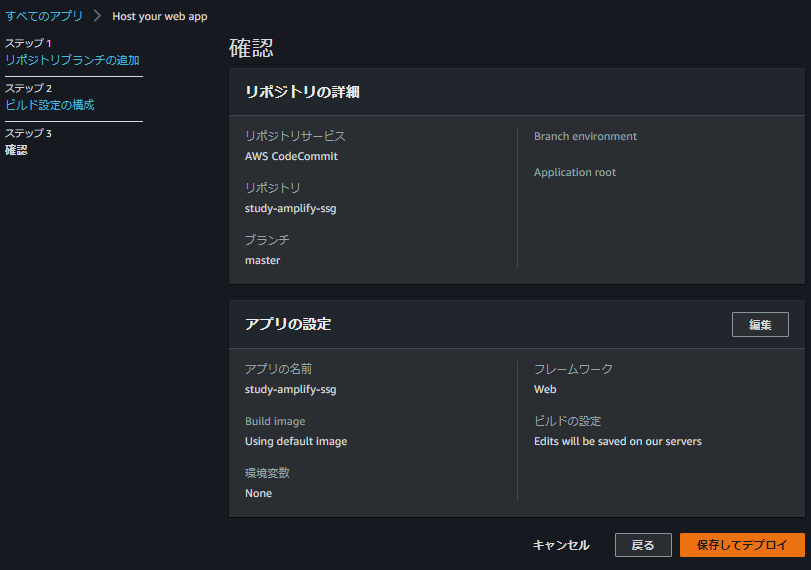 すべてのアプリ > Host your web app
ステップ 1
リポジトリブランチの追加
ステップ 2
ビルド設定の構成
ステップ 3
確認
確認
リポジトリの詳細
リポジトリサービス
AWS CodeCommit
リポジトリ
study-amplify-ssg
ブランチ
master
Branch environment
Application root
アプリの設定
編集
アプリの名前
study-amplify-ssg
Build image
Using default image
環境変数
None
フレームワーク
Web
ビルドの設定
Edits will be saved on our servers
キャンセル
戻る
保存してデプロイ